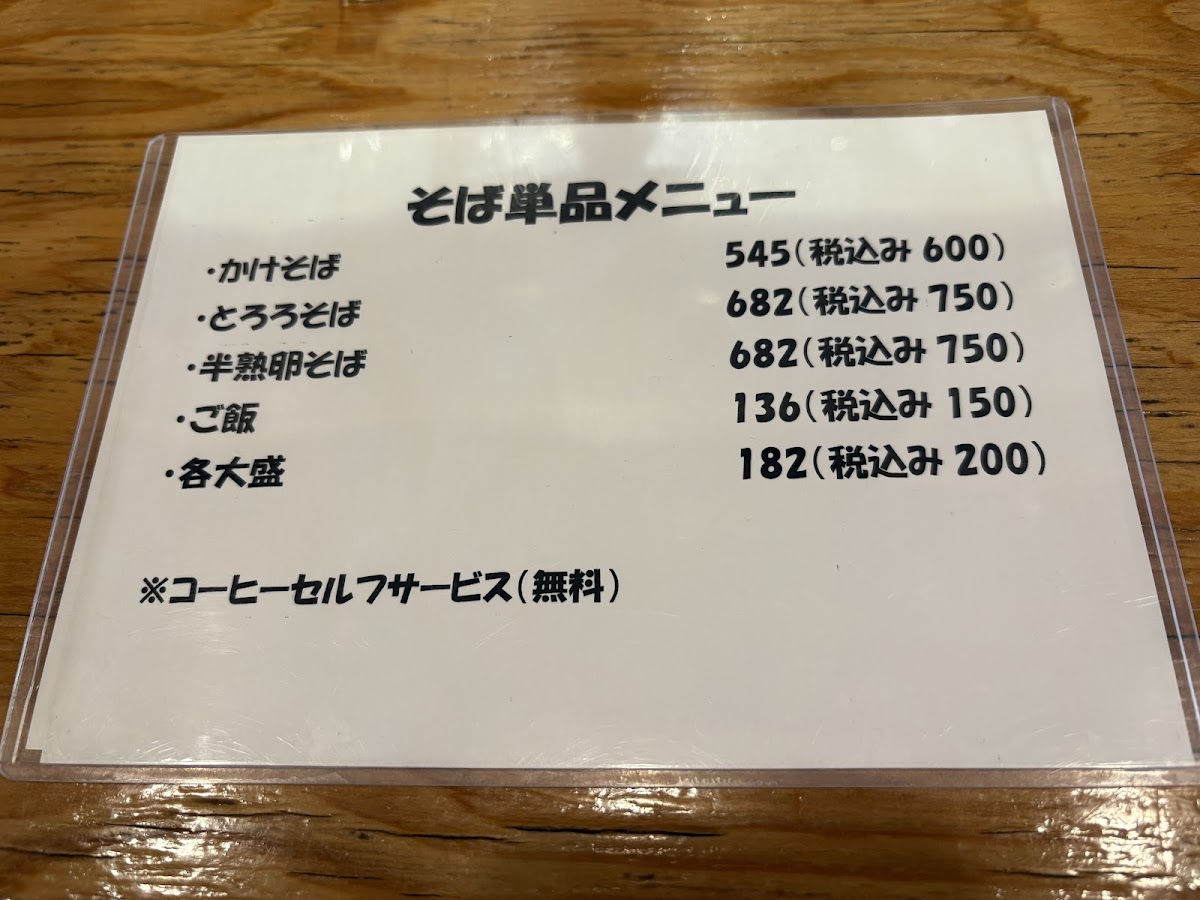 そば単品メニュー
・かけそば 545(税込み 600)
・とろろそば 682(税込み 750)
・半熟卵そば 682(税込み 750)
・ご飯 136(税込み 150)
・各大盛 182(税込み 200)
※コーヒーセルフサービス(無料)